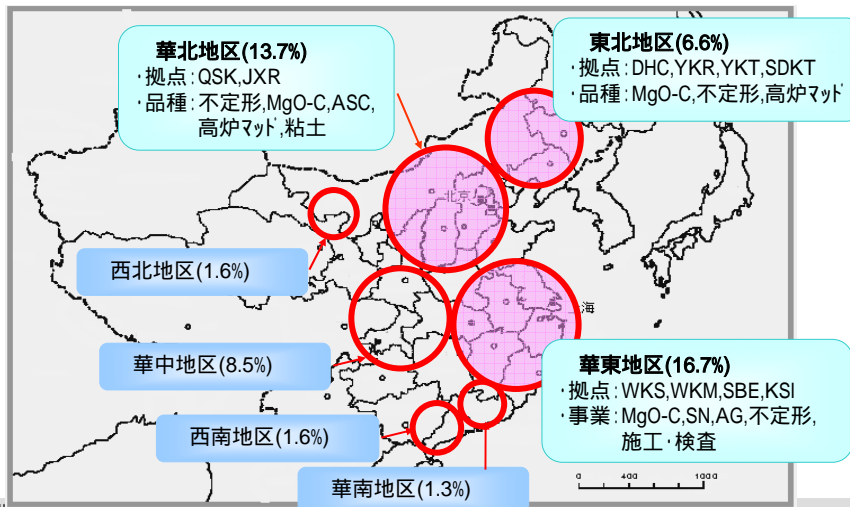 華北地区(13.7%)
・拠点:QSK,JXR
・品種:不定形,MgO-C,ASC,
高炉マッド,粘土
東北地区(6.6%)
・拠点:DHC,YKR,YKT,SDKT
・品種:MgO-C,不定形,高炉マッド
北京
西北地区(1.6%)
海
華中地区(8.5%)
華東地区(16.7%)
・拠点:WKS,WKM,SBE,KSI
・事業:MgO-C,SN,AG,不定形,
施工・検査
西南地区(1.6%)
華南地区(1.3%)
0 400 1000